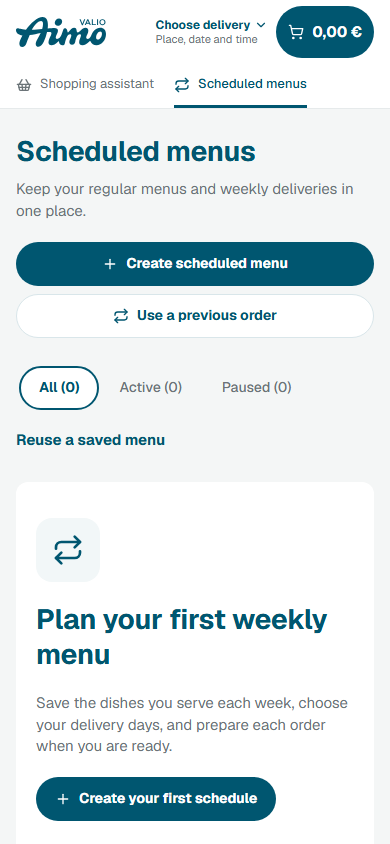 VALIO
Aimo
Choose delivery
Place, date and time
0,00 €
Shopping assistant
Scheduled menus
Scheduled menus
Keep your regular menus and weekly deliveries in
one place.
Create scheduled menu
Use a previous order
All (0)
Active (0)
Paused (0)
Reuse a saved menu
Plan your first weekly
menu
Save the dishes you serve each week, choose
your delivery days, and prepare each order
when you are ready.
Create your first schedule